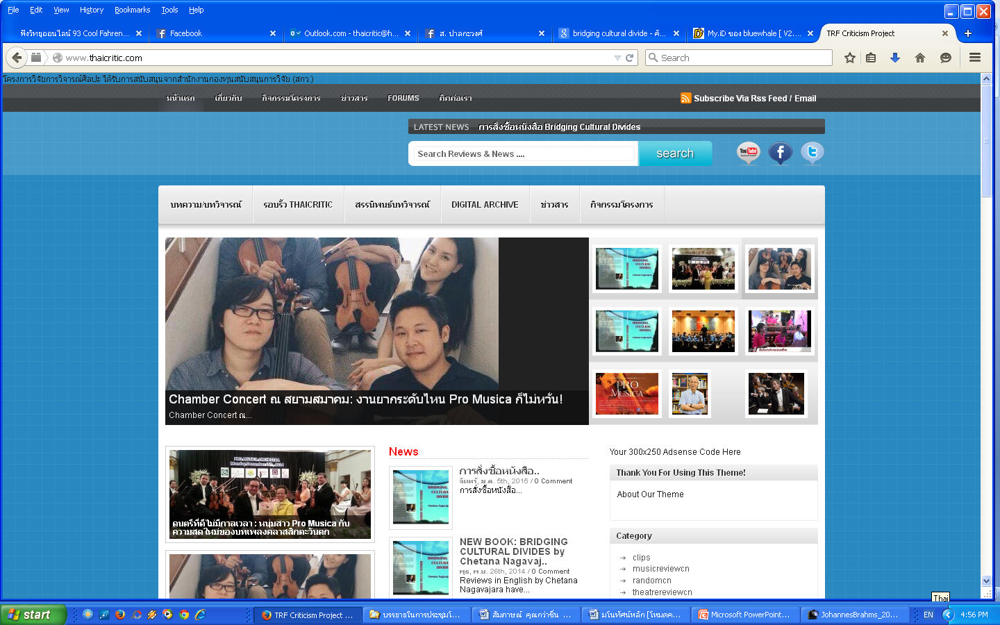 File Edit View History Bookmarks Tools Help
ฟังวิทยุออนไลน์ 93 Cool Fahren...
Facebook
Outlook.com - thaicritic@h...
ส. ปาลกะวงศ์
bridging cultural divide - ค้...
My.iD ของ bluewhale [ V2....
TRF Criticism Project
www.thaicritic.com
Search
โครงการวิจัยการวิจารณ์ศิลปะ ได้รับการสนับสนุนจากสำนักงานกองทุนสนับสนุนการวิจัย (สกว.)
หน้าแรก เกี่ยวกับ กิจกรรมโครงการ ข่าวสาร FORUMS ติดต่อเรา
Subscribe Via Rss Feed / Email
LATEST NEWS การสั่งซื้อหนังสือ Bridging Cultural Divides
Search Reviews & News ....
search
You Tube
บทความ/บทวิจารณ์ รอบรั้ว THAICRITIC สรรนิพนธ์บทวิจารณ์ DIGITAL ARCHIVE ข่าวสาร กิจกรรมโครงการ
BRIDGING CULTURAL DIVIDES
Chetana Nagavajara
PRO MUSICA
Chamber Concert ณ สยามสมาคม: งานยากระดับไหน Pro Musica ก็ไม่หวั่น!
Chamber Concert ณ...
PRO MUSICA ORCHESTRA
ดนตรีที่ดีไม่มีกาลเวลา : หนุ่มสาว Pro Musica กับ
ความสดใหม่ของบทเพลงคลาสสิกตะวันตก
News
การสั่งซื้อหนังสือ..
จันทร์, ม.ค. 5th, 2015 / 0 Comment
การสั่งซื้อหนังสือ...
NEW BOOK: BRIDGING
CULTURAL DIVIDES by
Chetana Nagavaj..
พุธ, พ.ย. 26th, 2014 / 0 Comment
Reviews in English by Chetana
Nagavajara have...
Your 300x250 Adsense Code Here
Thank You For Using This Theme!
About Our Theme
Category
clips
musicreviewcn
randomcn
theatrereviewcn
Thai
start
TRF Criticism Project ...
บรรยายในการประชุมโ...
สัมภาษณ์ คุณกว่าชื่น ...
มโนทัศน์หลัก [โหมดค...
Microsoft PowerPoint...
JohannesBrahms_20...
EN
4:56 PM